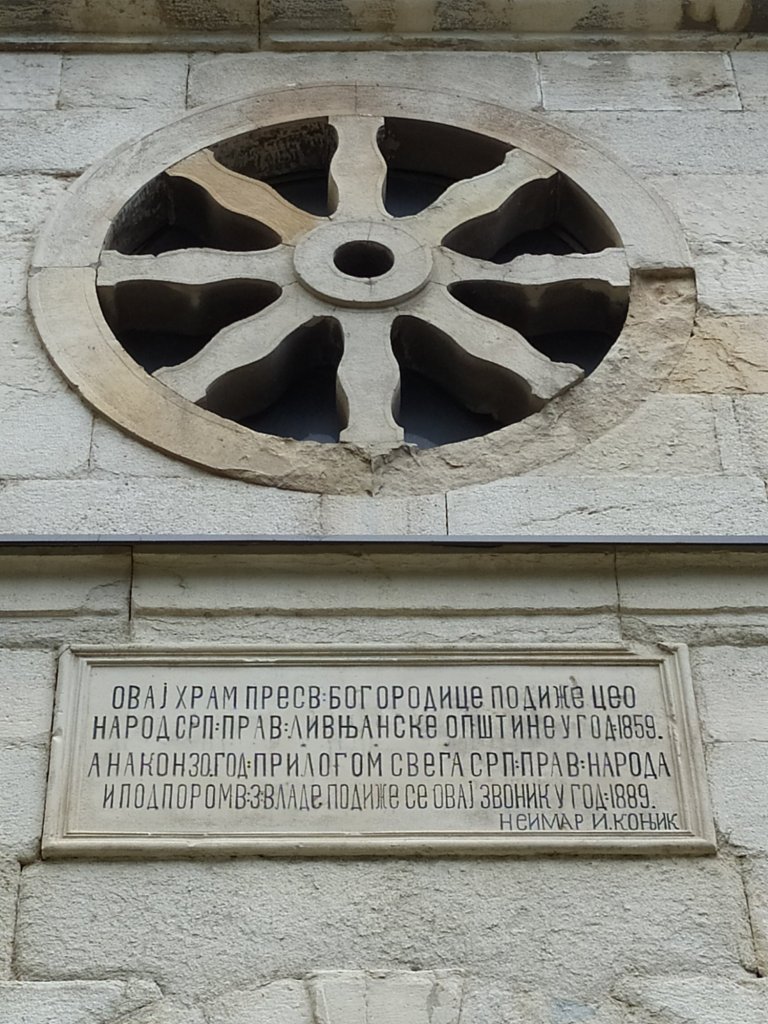 ОВАЈ ХРАМ ПРЕСВ:БОГОРОДИЦЕ ПОДИЖЕ ЦЕО
НАРОД СРП:ПРАВ:ЛИВЊАНСКЕ ОПШТИНЕ У ГОД:1859.
А НАКОН 30.ГОД:ПРИЛОГОМ СВЕГА СРП:ПРАВ:НАРОДА
И ПОДПОРОМ В:З:ВЛАДЕ ПОДИЖЕ СЕ ОВАЈ ЗВОНИК У ГОД:1889.
НЕИМАР И.КОЊИК